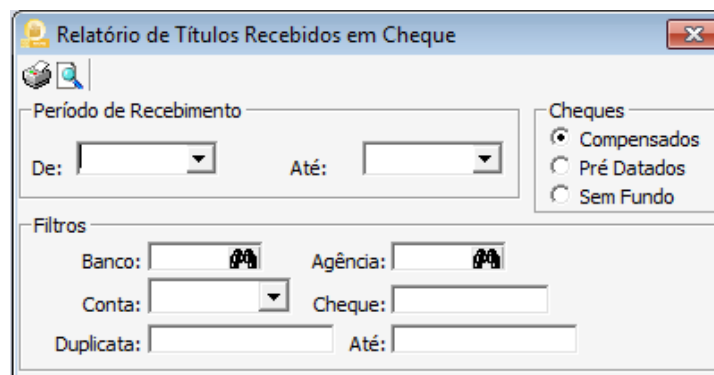 Relatório de Títulos Recebidos em Cheque
Período de Recebimento
De: Até:
Cheques
Compensados
Pré Datados
Sem Fundo
Filtros
Banco: Agência:
Conta: Cheque:
Duplicata: Até: